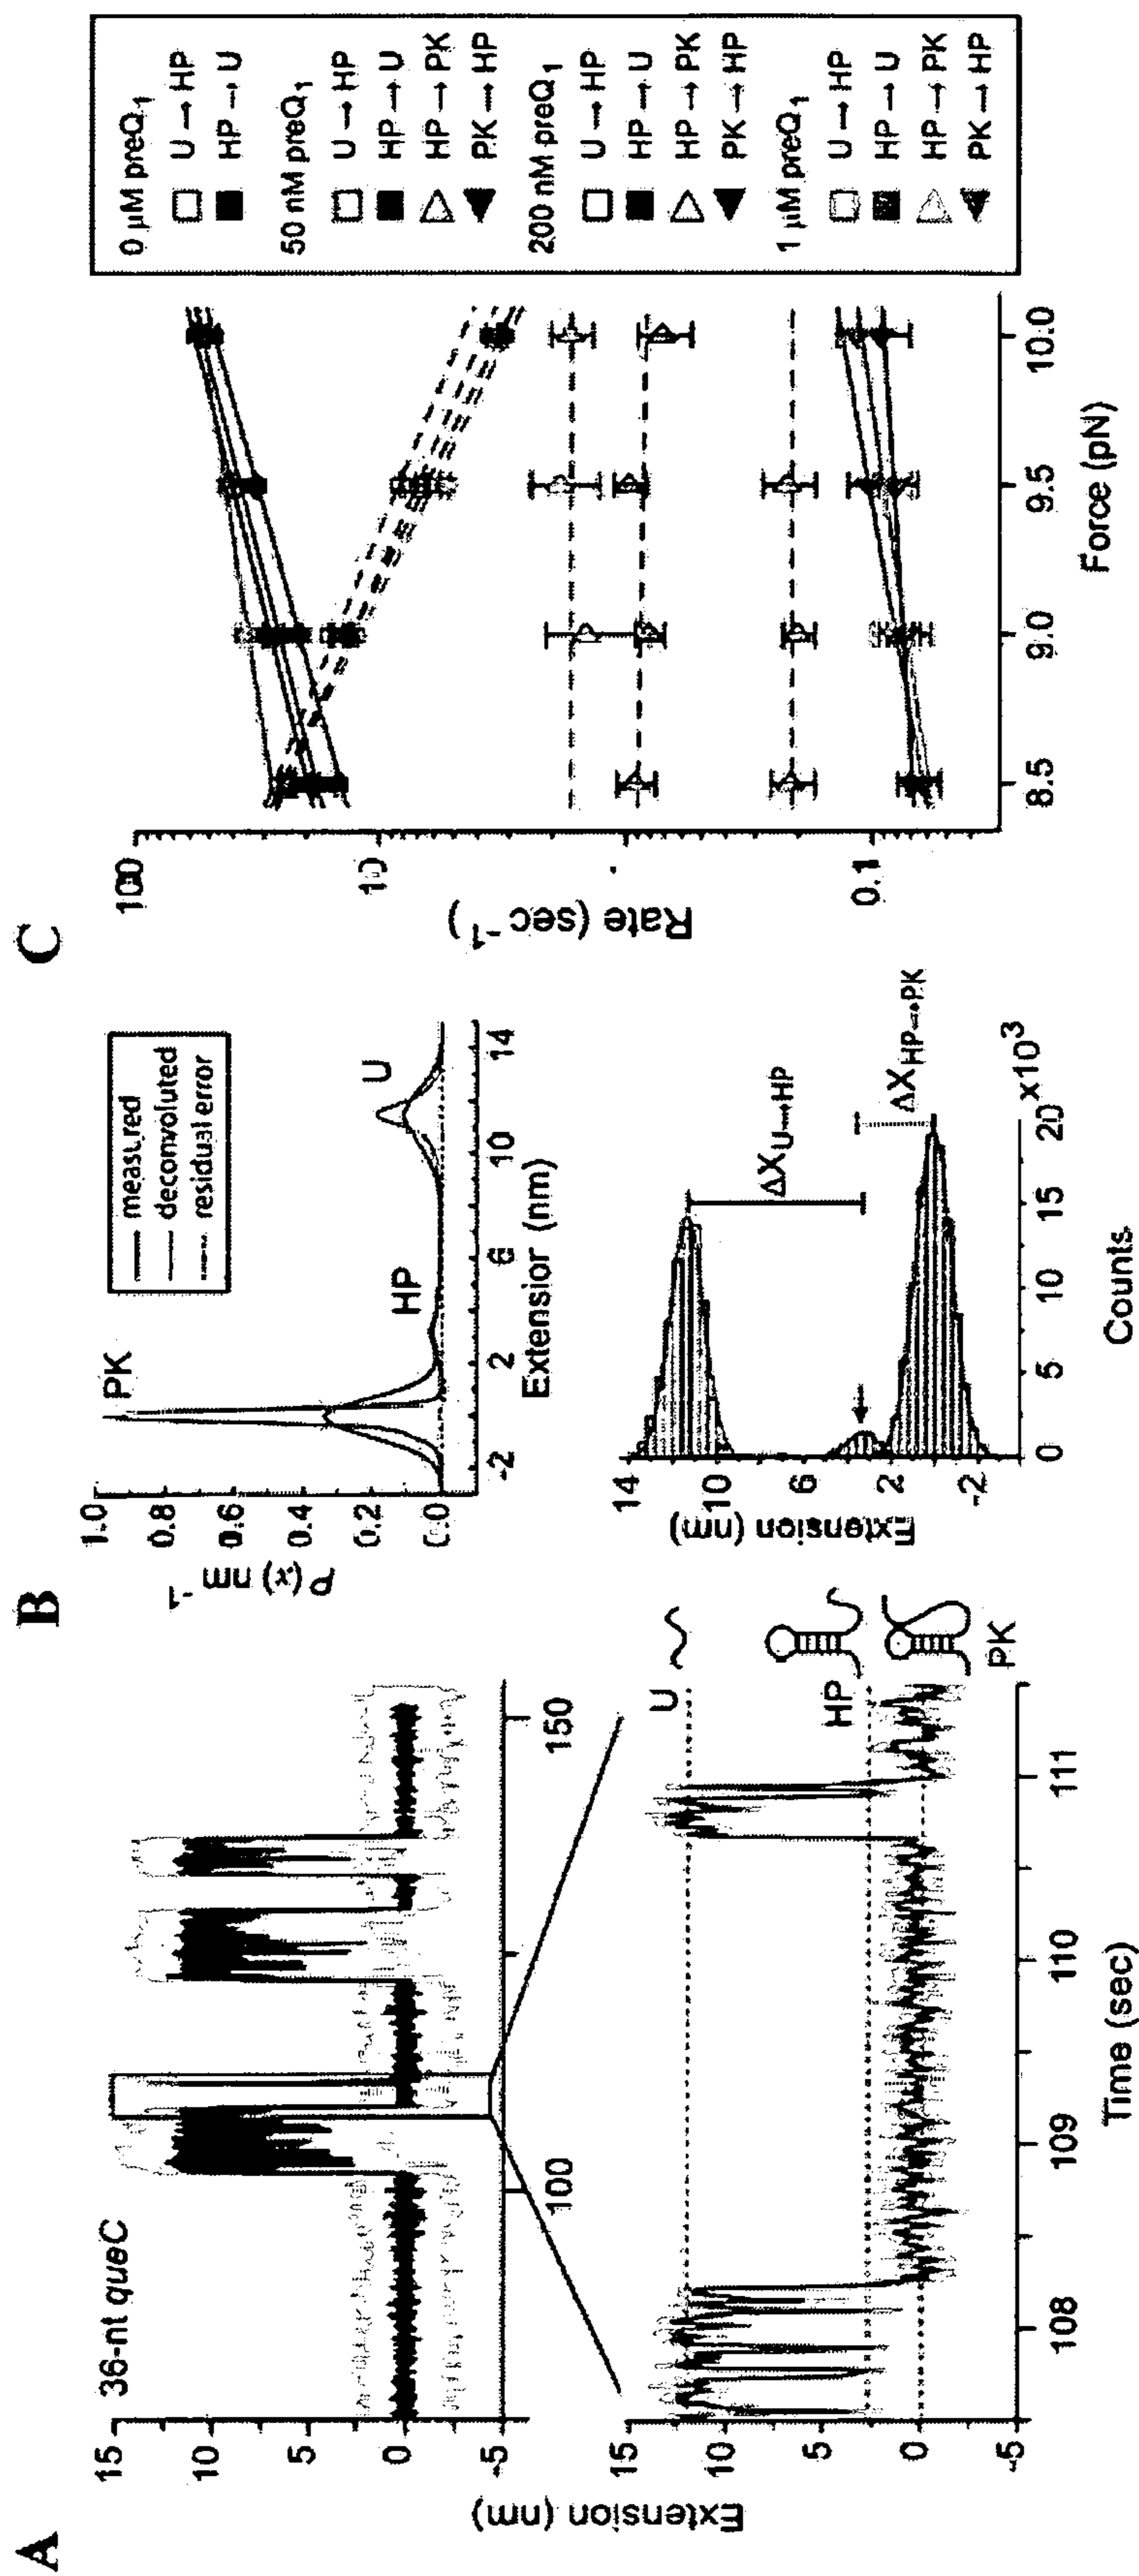 A
36-nt queC
15
10
5
0
-5
100
150
Extension (nm)
15
10
5
0
-5
108
109
110
111
Time (sec)
U
HP
PK
B
1.0
0.8
0.6
0.4
0.2
0.0
P(x) nm⁻¹
PK
HP
U
measured
deconvoluted
residual error
-2
2
6
10
14
Extension (nm)
14
10
6
2
-2
Extension (nm)
ΔX U→HP
ΔX HP↔PK
0
5
10
15
20
x10³
Counts
C
100
10
0.1
Rate (sec⁻¹)
8.5
9.0
9.5
10.0
Force (pN)
0 µM preQ₁
U → HP
HP → U
50 nM preQ₁
U → HP
HP → U
HP → PK
PK → HP
200 nM preQ₁
U → HP
HP → U
HP → PK
PK → HP
1 µM preQ₁
U → HP
HP → U
HP → PK
PK → HP